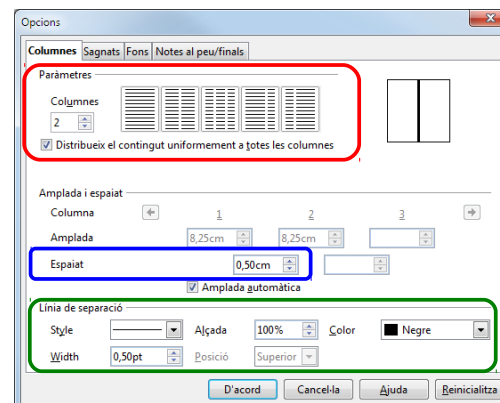 Opcions
Columnes Sagnats Fons Notes al peu/finals
Paràmetres
Columnes
2
Distribueix el contingut uniformement a totes les columnes
Amplada i espaiat
Columna 1 2 3
Amplada 8,25cm 8,25cm
Espaiat 0,50cm
Amplada automàtica
Línia de separació
Style Alçada 100% Color Negre
Width 0,50pt Posició Superior
D'acord Cancel·la Ajuda Reinicialitza